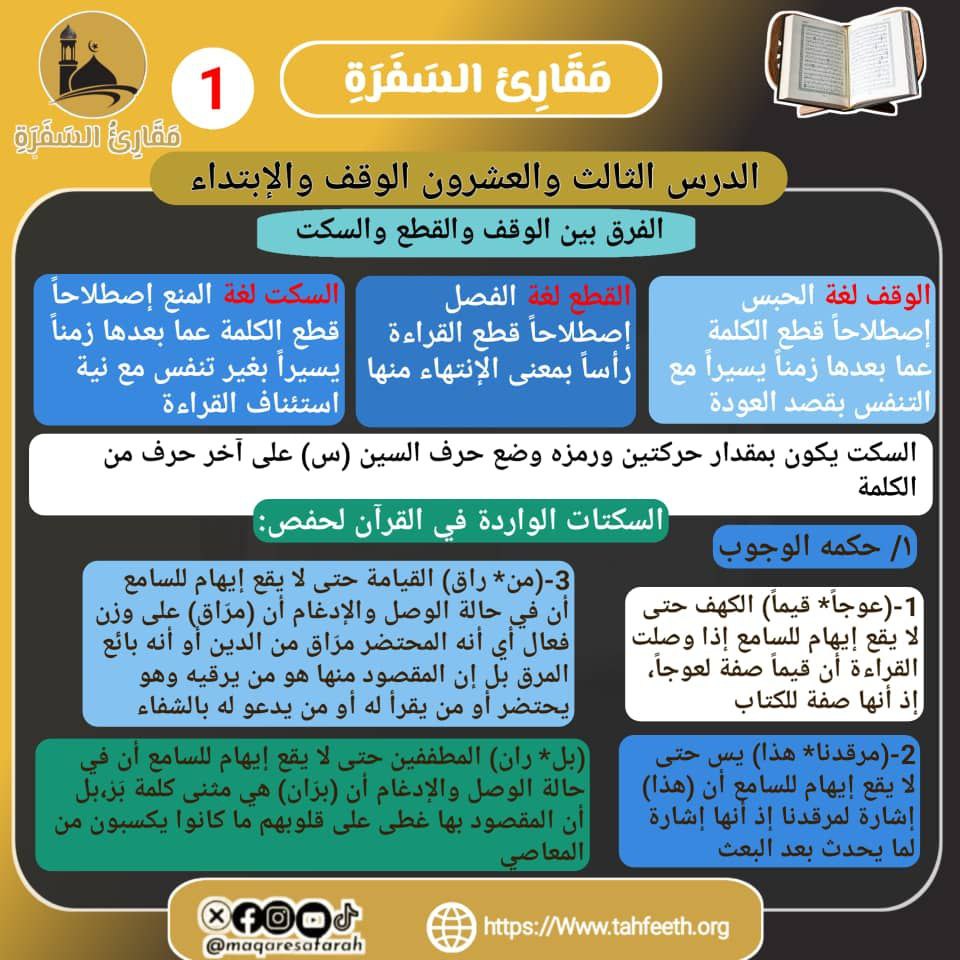 مَقَارِئُ السَفَرَةِ
1
مَقَارِئ السَفَرَةِ
الدرس الثالث والعشرون الوقف والإبتداء
الفرق بين الوقف والقطع والسكت
الوقف لغة الحبس
إصطلاحاً قطع الكلمة
عما بعدها زمناً يسيراً مع
التنفس بقصد العودة
القطع لغة الفصل
إصطلاحاً قطع القراءة
رأساً بمعنى الإنتهاء منها
السكت لغة المنع إصطلاحاً
قطع الكلمة عما بعدها زمناً
يسيراً بغير تنفس مع نية
استئناف القراءة
السكت يكون بمقدار حركتين ورمزه وضع حرف السين (س) على آخر حرف من
الكلمة
السكتات الواردة في القرآن لحفص:
١/ حكمه الوجوب
1-(عوجاً* قيماً) الكهف حتى
لا يقع إيهام للسامع إذا وصلت
القراءة أن قيماً صفة لعوجاً،
إذ أنها صفة للكتاب
2-(مرقدنا* هذا) يس حتى
لا يقع إيهام للسامع أن (هذا)
إشارة لمرقدنا إذ أنها إشارة
لما يحدث بعد البعث
3-(من* راق) القيامة حتى لا يقع إيهام للسامع
أن في حالة الوصل والإدغام أن (مرَاق) على وزن
فعال أي أنه المحتضر مرَاق من الدين أو أنه بائع
المرق بل إن المقصود منها هو من يرقيه وهو
يحتضر أو من يقرأ له أو من يدعو له بالشفاء
(بل* ران) المطففين حتى لا يقع إيهام للسامع أن في
حالة الوصل والإدغام أن (برَان) هي مثنى كلمة بَر،بل
أن المقصود بها غطى على قلوبهم ما كانوا يكسبون من
المعاصي
@maqaresafarah
https://Www.tahfeeth.org